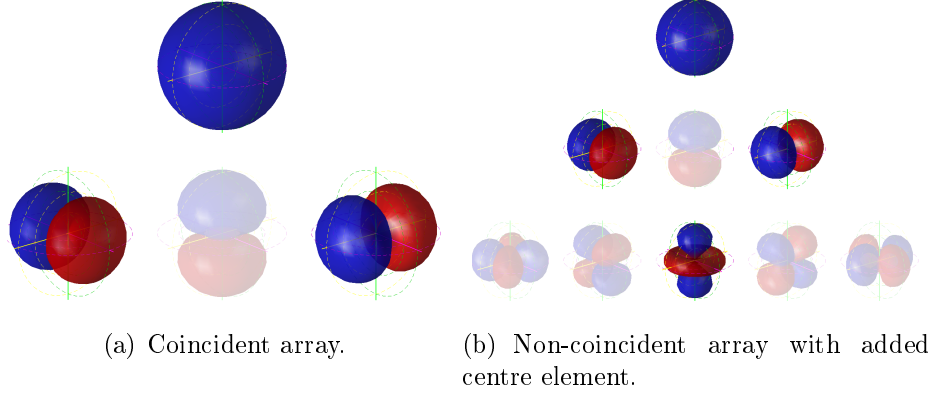 (a) Coincident array.
(b) Non-coincident array with added
centre element.